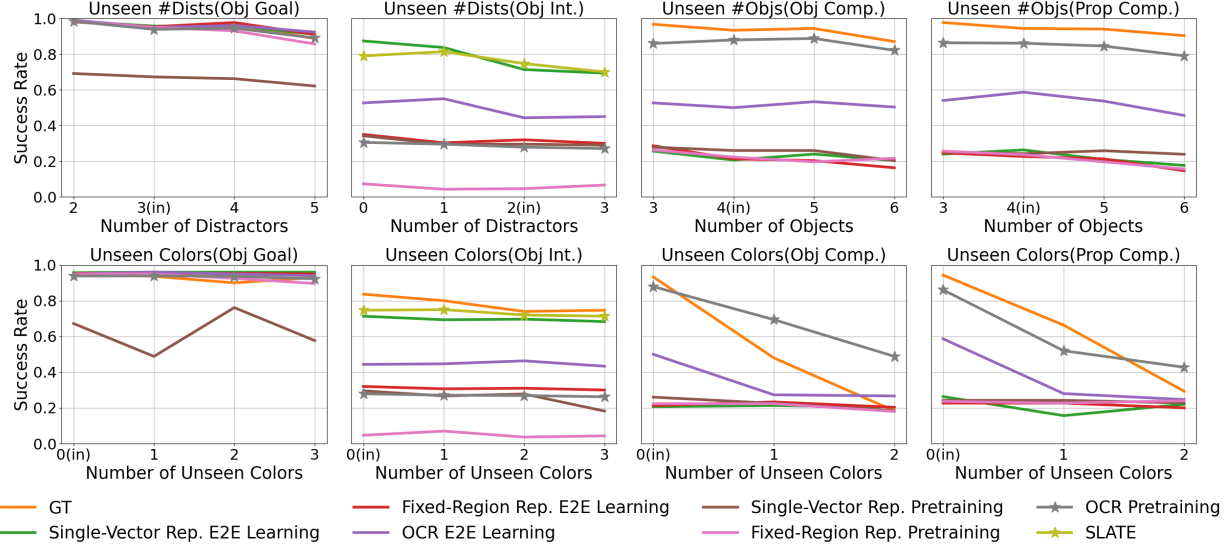 Unseen #Dists(Obj Goal)
Unseen #Dists(Obj Int.)
Unseen #Objs(Obj Comp.)
Unseen #Objs(Prop Comp.)
Success Rate
1.0
0.8
0.6
0.4
0.2
0.0
2 3(in) 4 5
0 1 2(in) 3
3 4(in) 5 6
3 4(in) 5 6
Number of Distractors
Number of Distractors
Number of Objects
Number of Objects
Unseen Colors(Obj Goal)
Unseen Colors(Obj Int.)
Unseen Colors(Obj Comp.)
Unseen Colors(Prop Comp.)
Success Rate
1.0
0.8
0.6
0.4
0.2
0.0
0(in) 1 2 3
0(in) 1 2 3
0(in) 1 2
0(in) 1 2
Number of Unseen Colors
Number of Unseen Colors
Number of Unseen Colors
Number of Unseen Colors
GT
Single-Vector Rep. E2E Learning
Fixed-Region Rep. E2E Learning
OCR E2E Learning
Single-Vector Rep. Pretraining
Fixed-Region Rep. Pretraining
OCR Pretraining
SLATE